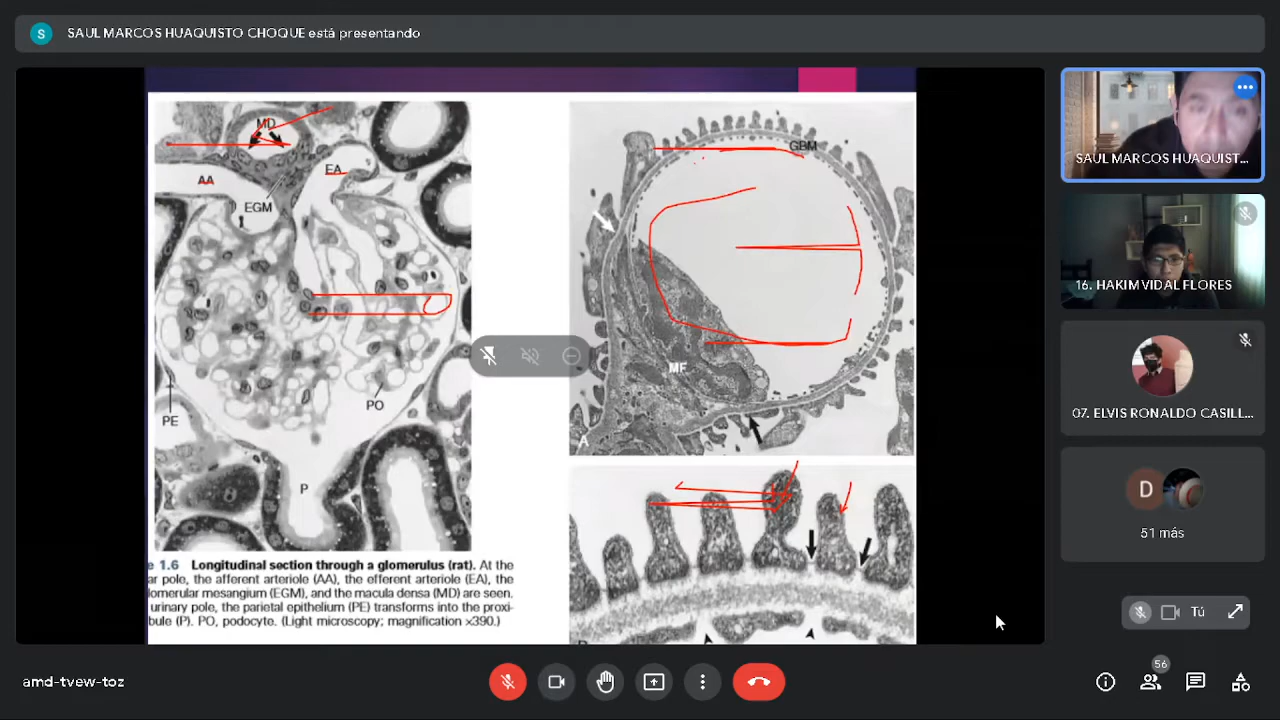 S
SAUL MARCOS HUAQUISTO CHOQUE está presentando
MD
AA
EA
EGM
PO
PE
P
e 1.6 Longitudinal section through a glomerulus (rat). At the
ar pole, the afferent arteriole (AA), the efferent arteriole (EA), the
lomerular mesangium (EGM), and the macula densa (MD) are seen.
urinary pole, the parietal epithelium (PE) transforms into the proxi-
bule (P). PO, podocyte. (Light microscopy; magnification ×390.)
GBM
MF
A
SAUL MARCOS HUAQUIST...
16. HAKIM VIDAL FLORES
07. ELVIS RONALDO CASILL...
D
51 más
Tú
amd-tvew-toz
56